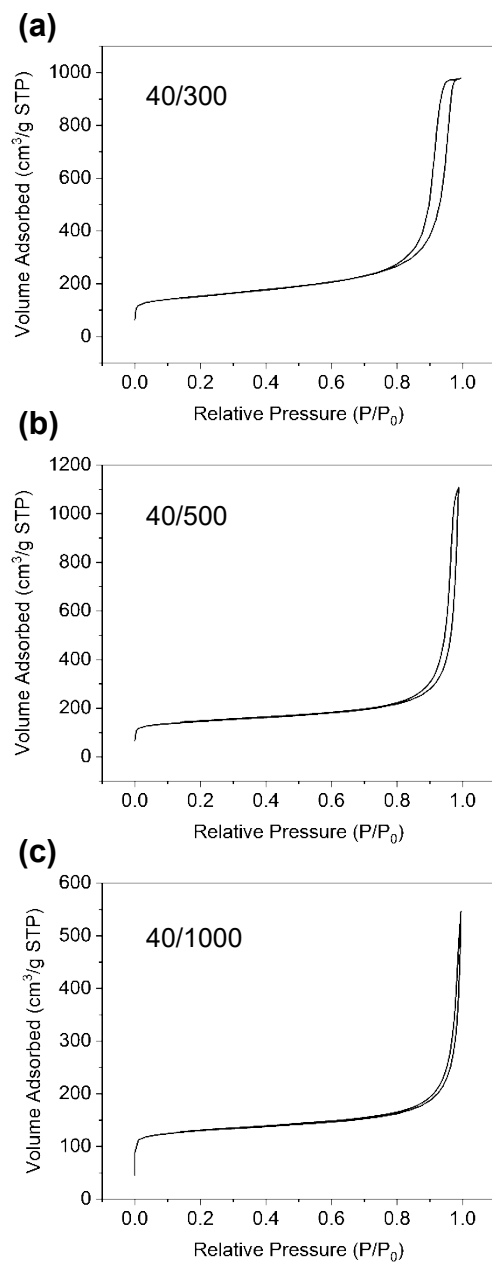 (a)
1000
800
600
400
200
0
Volume Adsorbed (cm³/g STP)
40/300
0.0 0.2 0.4 0.6 0.8 1.0
Relative Pressure (P/P₀)
(b)
1200
1000
800
600
400
200
0
Volume Adsorbed (cm³/g STP)
40/500
0.0 0.2 0.4 0.6 0.8 1.0
Relative Pressure (P/P₀)
(c)
600
500
400
300
200
100
0
Volume Adsorbed (cm³/g STP)
40/1000
0.0 0.2 0.4 0.6 0.8 1.0
Relative Pressure (P/P₀)